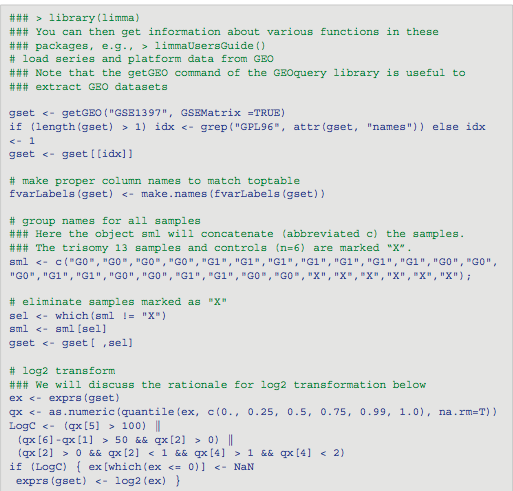 ### > library(limma)
### You can then get information about various functions in these
### packages, e.g., > limmaUsersGuide()
# load series and platform data from GEO
### Note that the getGEO command of the GEOquery library is useful to
### extract GEO datasets
gset <- getGEO("GSE1397", GSEMatrix =TRUE)
if (length(gset) > 1) idx <- grep("GPL96", attr(gset, "names")) else idx
<- 1
gset <- gset[[idx]]
# make proper column names to match toptable
fvarLabels(gset) <- make.names(fvarLabels(gset))
# group names for all samples
### Here the object sml will concatenate (abbreviated c) the samples.
### The trisomy 13 samples and controls (n=6) are marked “X”.
sml <- c("G0","G0","G0","G0","G1","G1","G1","G1","G1","G1","G1","G0","G0",
"G0","G1","G1","G0","G0","G1","G1","G0","G0","X","X","X","X","X","X");
# eliminate samples marked as "X"
sel <- which(sml != "X")
sml <- sml[sel]
gset <- gset[ ,sel]
# log2 transform
### We will discuss the rationale for log2 transformation below
ex <- exprs(gset)
qx <- as.numeric(quantile(ex, c(0., 0.25, 0.5, 0.75, 0.99, 1.0), na.rm=T))
LogC <- (qx[5] > 100) ||
(qx[6]-qx[1] > 50 && qx[2] > 0) ||
(qx[2] > 0 && qx[2] < 1 && qx[4] > 1 && qx[4] < 2)
if (LogC) { ex[which(ex <= 0)] <- NaN
exprs(gset) <- log2(ex) }